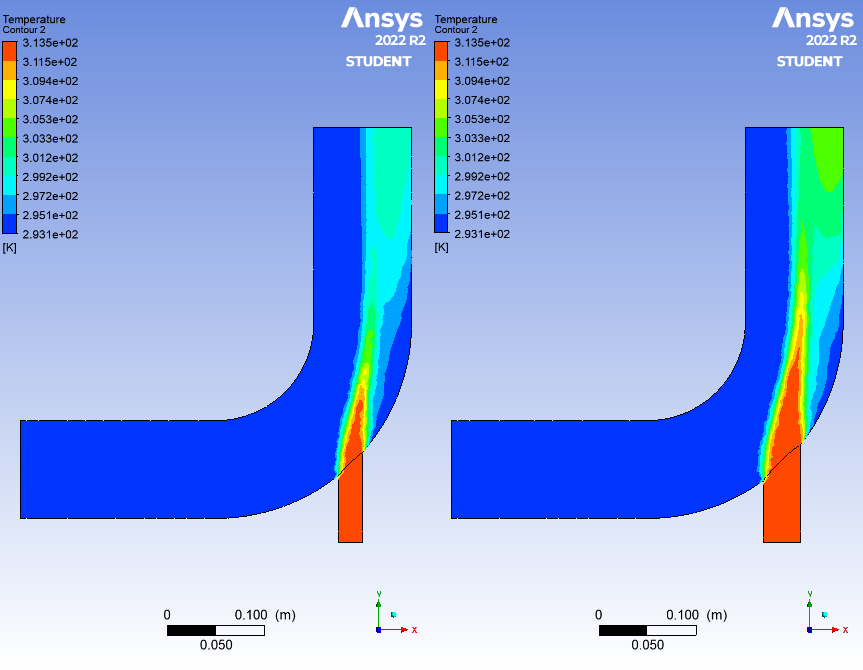 Temperature
Contour 2
3.135e+02
3.115e+02
3.094e+02
3.074e+02
3.053e+02
3.033e+02
3.012e+02
2.992e+02
2.972e+02
2.951e+02
2.931e+02
[K]
Ansys
2022 R2
STUDENT
0 0.100 (m)
0.050
Y
X
Temperature
Contour 2
3.135e+02
3.115e+02
3.094e+02
3.074e+02
3.053e+02
3.033e+02
3.012e+02
2.992e+02
2.972e+02
2.951e+02
2.931e+02
[K]
Ansys
2022 R2
STUDENT
0 0.100 (m)
0.050
Y
X